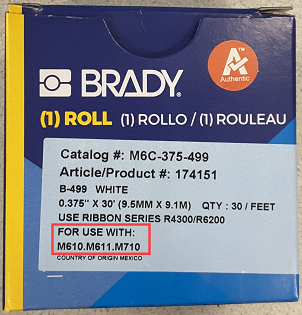 BRADY
A™
Authentic
(1) ROLL (1) ROLLO / (1) ROULEAU
Catalog #: M6C-375-499
Article/Product #: 174151
B-499 WHITE
0.375" X 30' (9.5MM X 9.1M) QTY : 30 / FEET
USE RIBBON SERIES R4300/R6200
FOR USE WITH:
M610.M611.M710
COUNTRY OF ORIGIN MEXICO